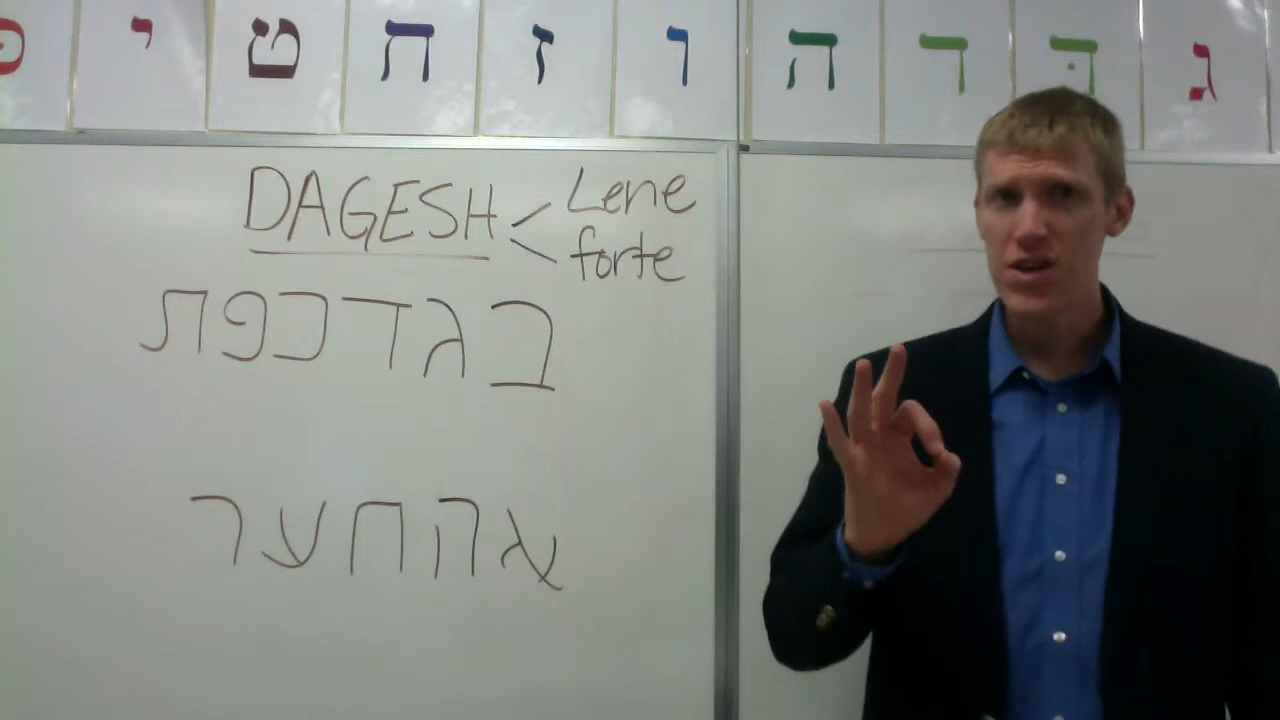 ג דּ ד ה ו ז ח ט י כּ
DAGESH < Lene
forte
בגדכפת
אהחער